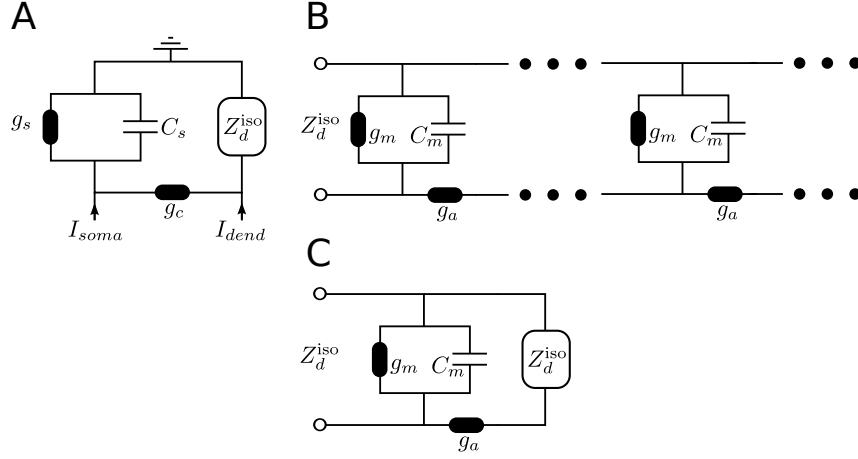 A
g_s
C_s
Z_d^iso
g_c
I_soma
I_dend
B
Z_d^iso
g_m
C_m
g_a
g_m
C_m
g_a
C
Z_d^iso
g_m
C_m
Z_d^iso
g_a